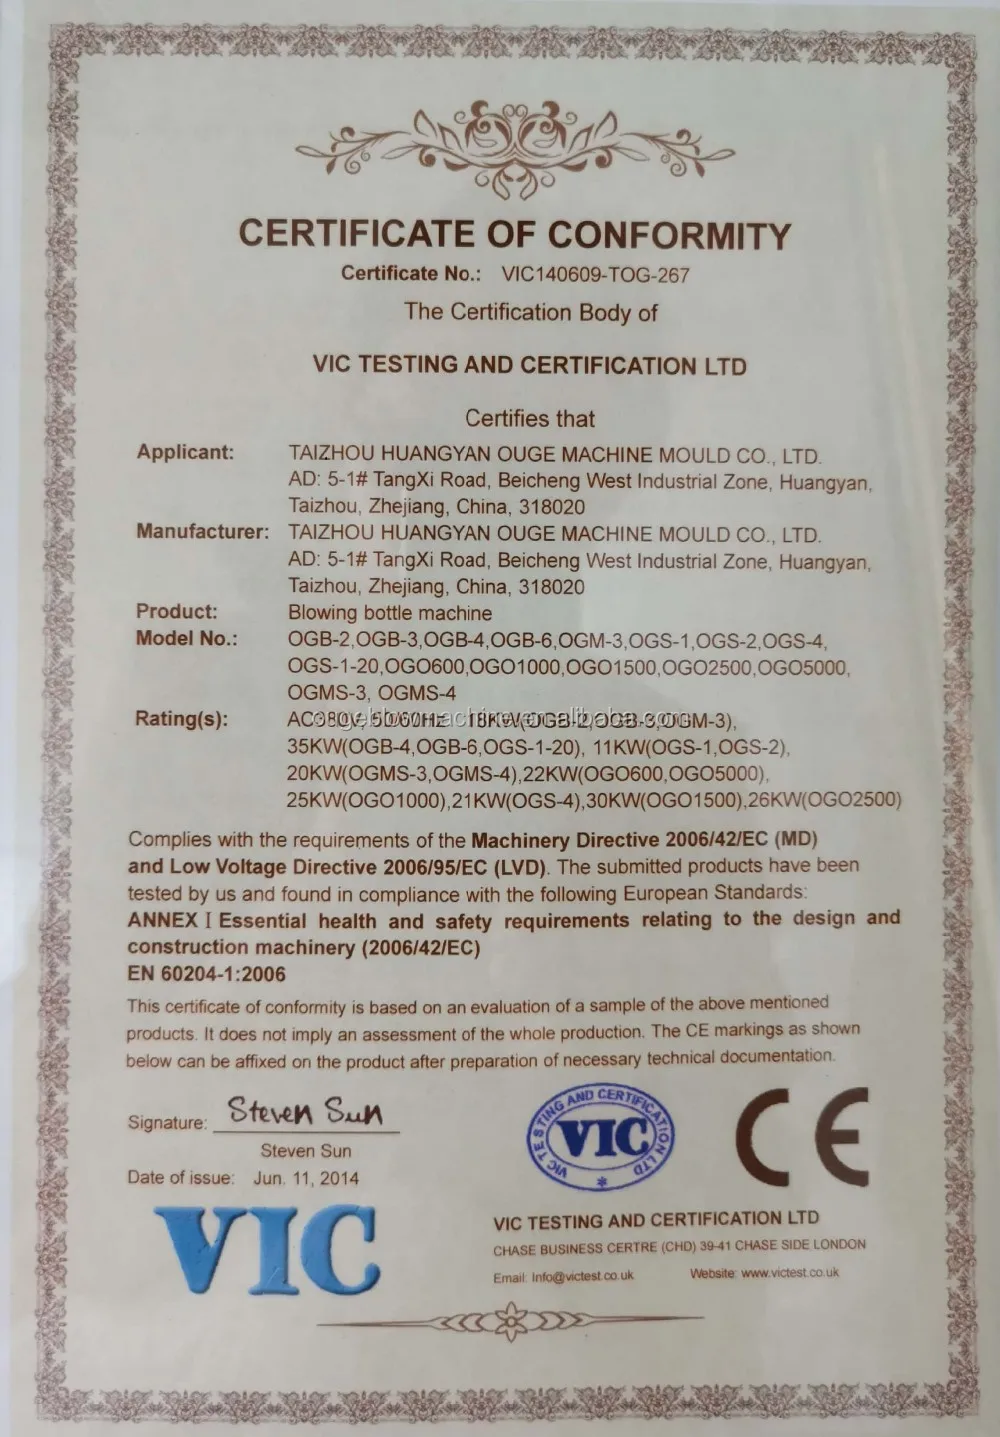 CERTIFICATE OF CONFORMITY
Certificate No.: VIC140609-TOG-267
The Certification Body of
VIC TESTING AND CERTIFICATION LTD
Certifies that
Applicant: TAIZHOU HUANGYAN OUGE MACHINE MOULD CO., LTD.
AD: 5-1# TangXi Road, Beicheng West Industrial Zone, Huangyan,
Taizhou, Zhejiang, China, 318020
Manufacturer: TAIZHOU HUANGYAN OUGE MACHINE MOULD CO., LTD.
AD: 5-1# TangXi Road, Beicheng West Industrial Zone, Huangyan,
Taizhou, Zhejiang, China, 318020
Product: Blowing bottle machine
Model No.: OGB-2,OGB-3,OGB-4,OGB-6,OGM-3,OGS-1,OGS-2,OGS-4,
OGS-1-20,OGO600,OGO1000,OGO1500,OGO2500,OGO5000,
OGMS-3, OGMS-4
Rating(s): 18KW(OGB-2,OGB-3,OGM-3),
35KW(OGB-4,OGB-6,OGS-1-20), 11KW(OGS-1,OGS-2),
20KW(OGMS-3,OGMS-4),22KW(OGO600,OGO5000),
25KW(OGO1000),21KW(OGS-4),30KW(OGO1500),26KW(OGO2500)
Complies with the requirements of the Machinery Directive 2006/42/EC (MD)
and Low Voltage Directive 2006/95/EC (LVD). The submitted products have been
tested by us and found in compliance with the following European Standards:
ANNEX I Essential health and safety requirements relating to the design and
construction machinery (2006/42/EC)
EN 60204-1:2006
This certificate of conformity is based on an evaluation of a sample of the above mentioned
products. It does not imply an assessment of the whole production. The CE markings as shown
below can be affixed on the product after preparation of necessary technical documentation.
Signature: Steven Sun
Steven Sun
Date of issue: Jun. 11, 2014
VIC
VIC TESTING AND CERTIFICATION LTD
VIC
CE
VIC TESTING AND CERTIFICATION LTD
CHASE BUSINESS CERTRE (CHD) 39-41 CHASE SIDE LONDON
Email: Info@victest.co.uk Website: www.victest.co.uk